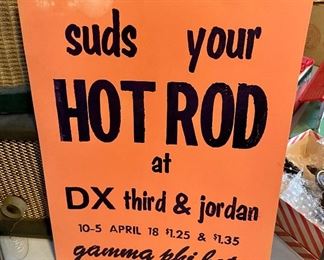 suds your
HOT ROD
at
DX third & jordan
10-5 APRIL 18 $1.25 & $1.35
gamma phi